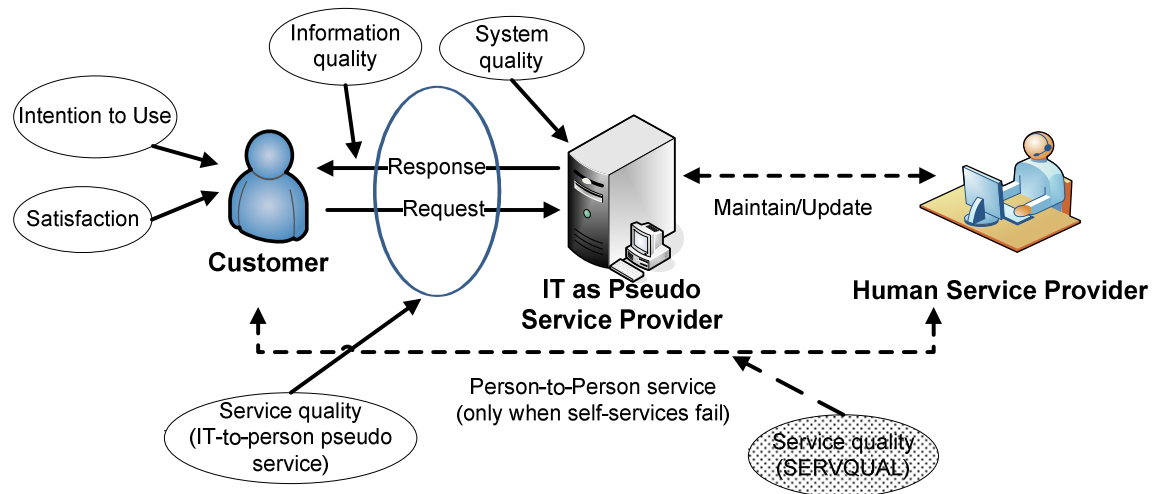 Information
quality
System
quality
Intention to Use
Satisfaction
Response
Request
Maintain/Update
Customer
IT as Pseudo
Service Provider
Human Service Provider
Person-to-Person service
(only when self-services fail)
Service quality
(IT-to-person pseudo
service)
Service quality
(SERVQUAL)